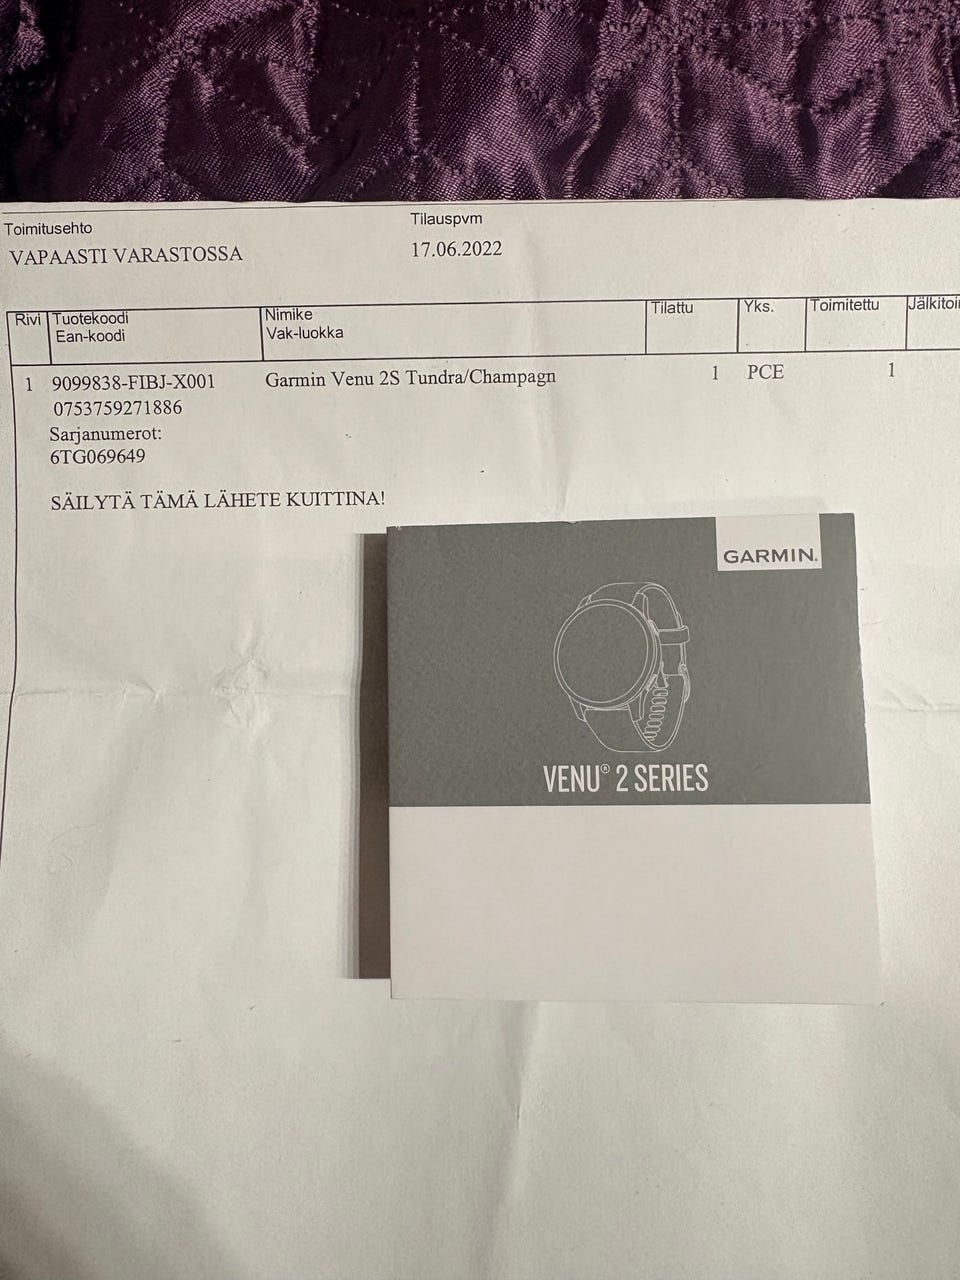 Toimitusehto Tilauspvm
VAPAASTI VARASTOSSA 17.06.2022
Rivi Tuotekoodi Nimike Tilattu Yks. Toimitettu Jälkitoi
Ean-koodi Vak-luokka
1 9099838-FIBJ-X001 Garmin Venu 2S Tundra/Champagn 1 PCE 1
0753759271886
Sarjanumerot:
6TG069649
SÄILYTÄ TÄMÄ LÄHETE KUITTINA!
GARMIN.
VENU® 2 SERIES